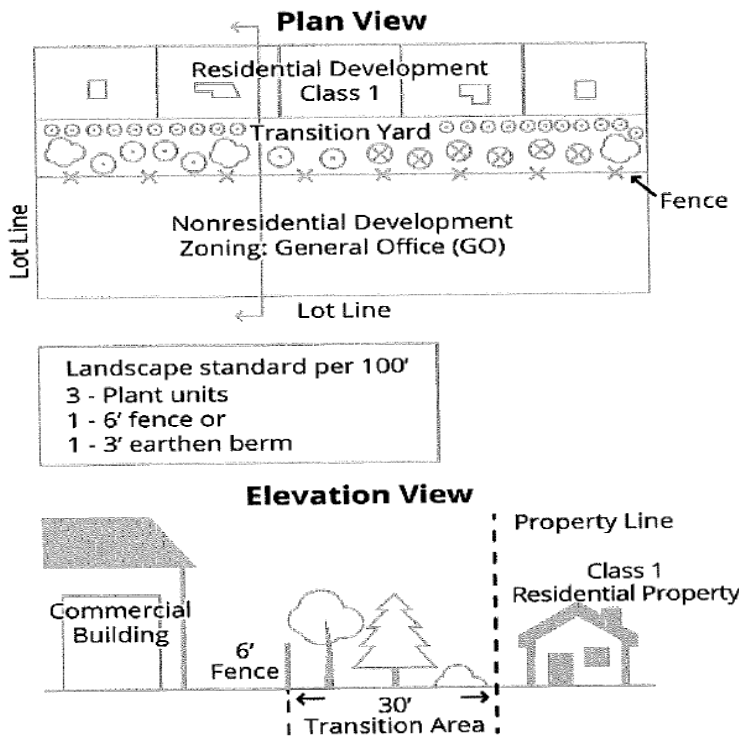 Plan View
Residential Development
Class 1
Transition Yard
Fence
Nonresidential Development
Zoning: General Office (GO)
Lot Line
Lot Line
Landscape standard per 100'
3 - Plant units
1 - 6' fence or
1 - 3' earthen berm
Elevation View
Property Line
Class 1
Residential Property
Commercial
Building
6'
Fence
30'
Transition Area